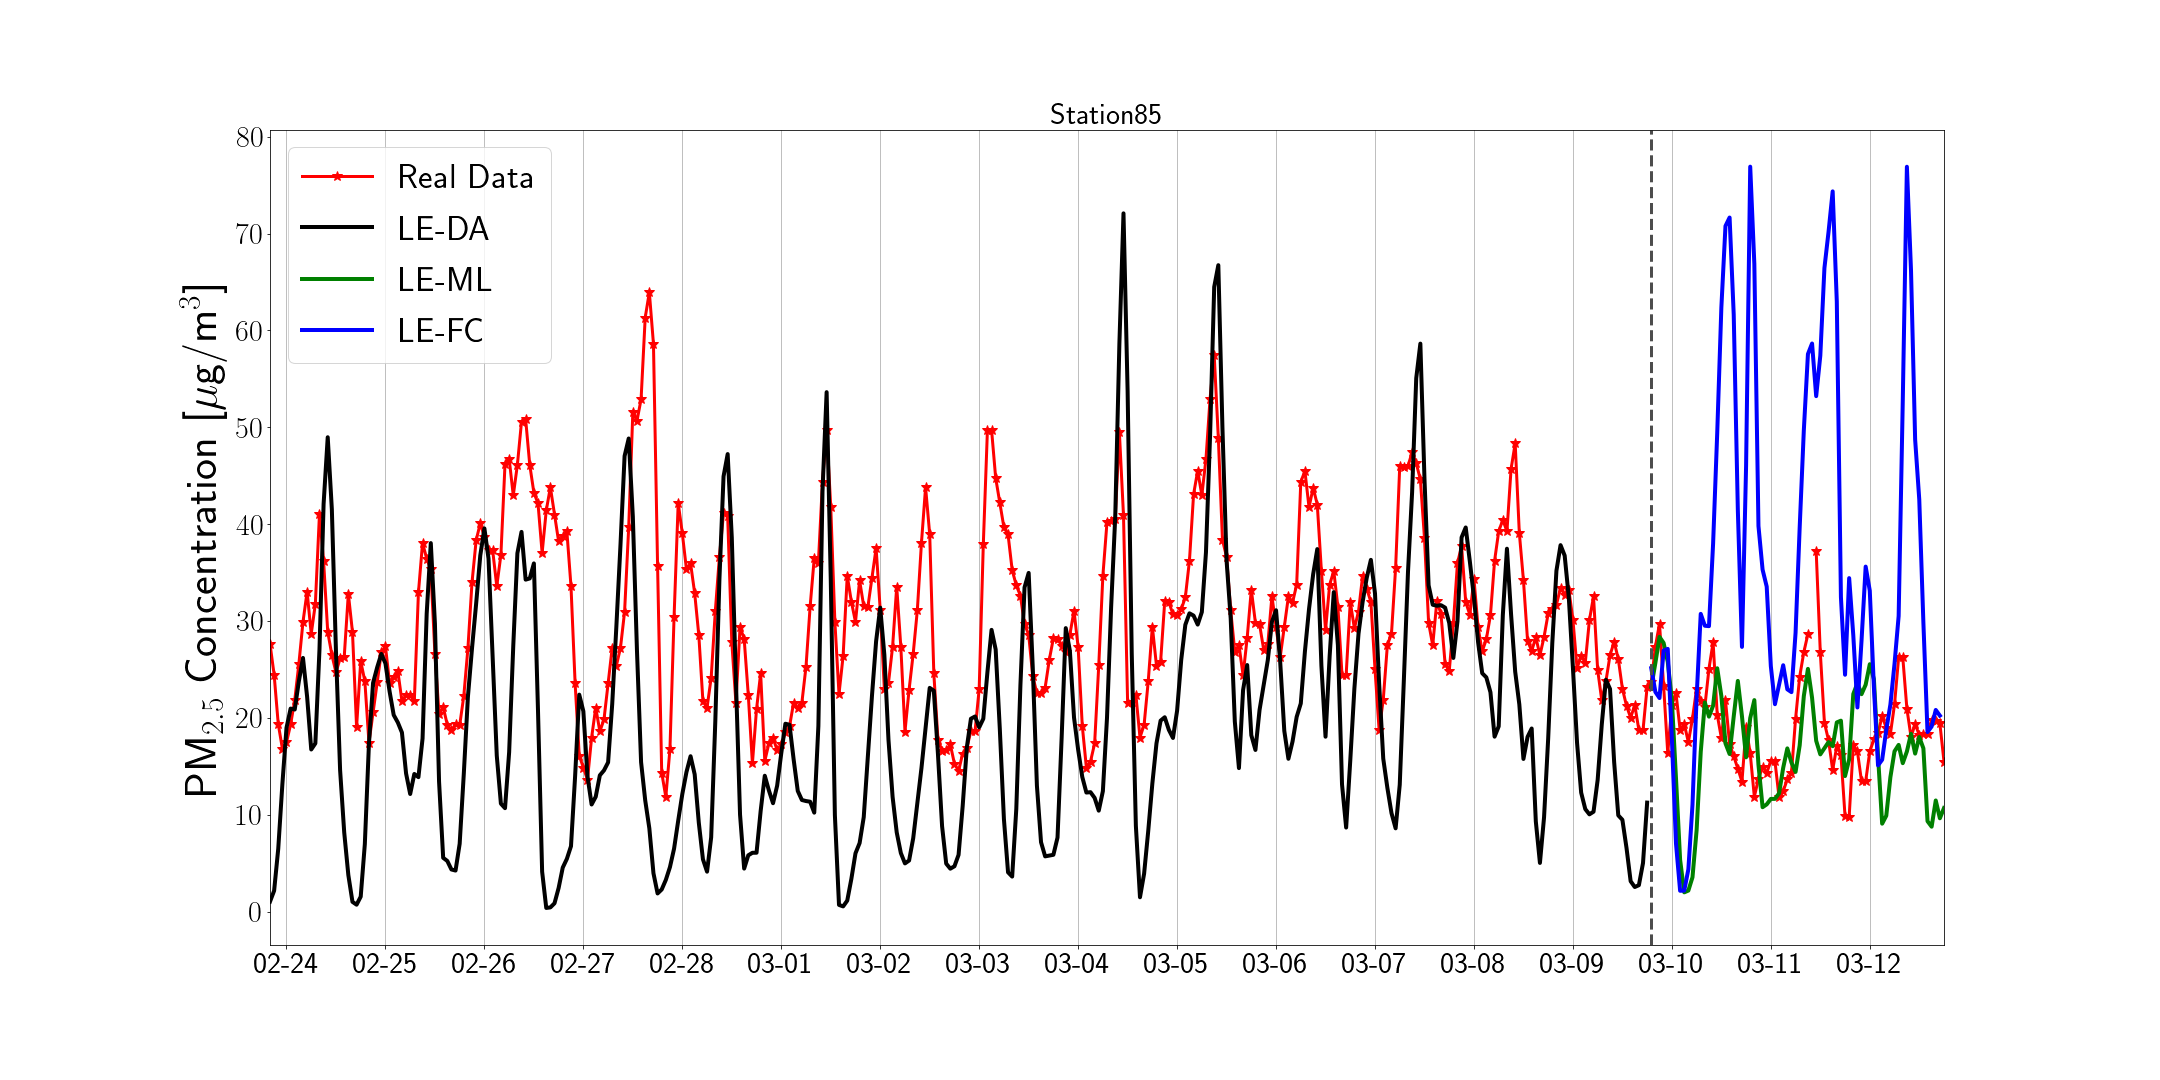 Station85
PM2.5 Concentration [μg/m3]
80
70
60
50
40
30
20
10
0
Real Data
LE-DA
LE-ML
LE-FC
02-24 02-25 02-26 02-27 02-28 03-01 03-02 03-03 03-04 03-05 03-06 03-07 03-08 03-09 03-10 03-11 03-12